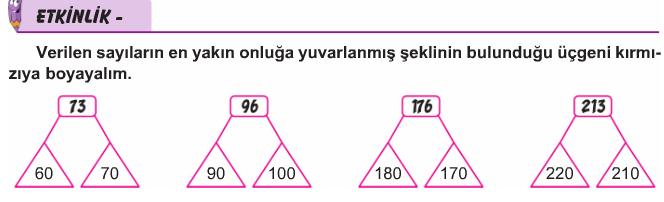 ETKİNLİK -
Verilen sayıların en yakın onluğa yuvarlanmış şeklinin bulunduğu üçgeni kırmı-
zıya boyayalım.
73 96 176 213
60 70 90 100 180 170 220 210